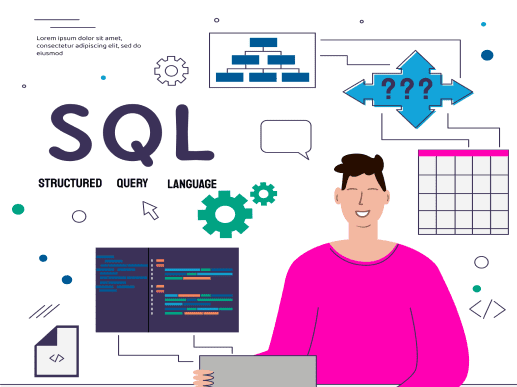 Lorem ipsum dolor sit amet,
consectetur adipiscing elit, sed do
eiusmod
???
SQL
STRUCTURED QUERY LANGUAGE
</>
</>